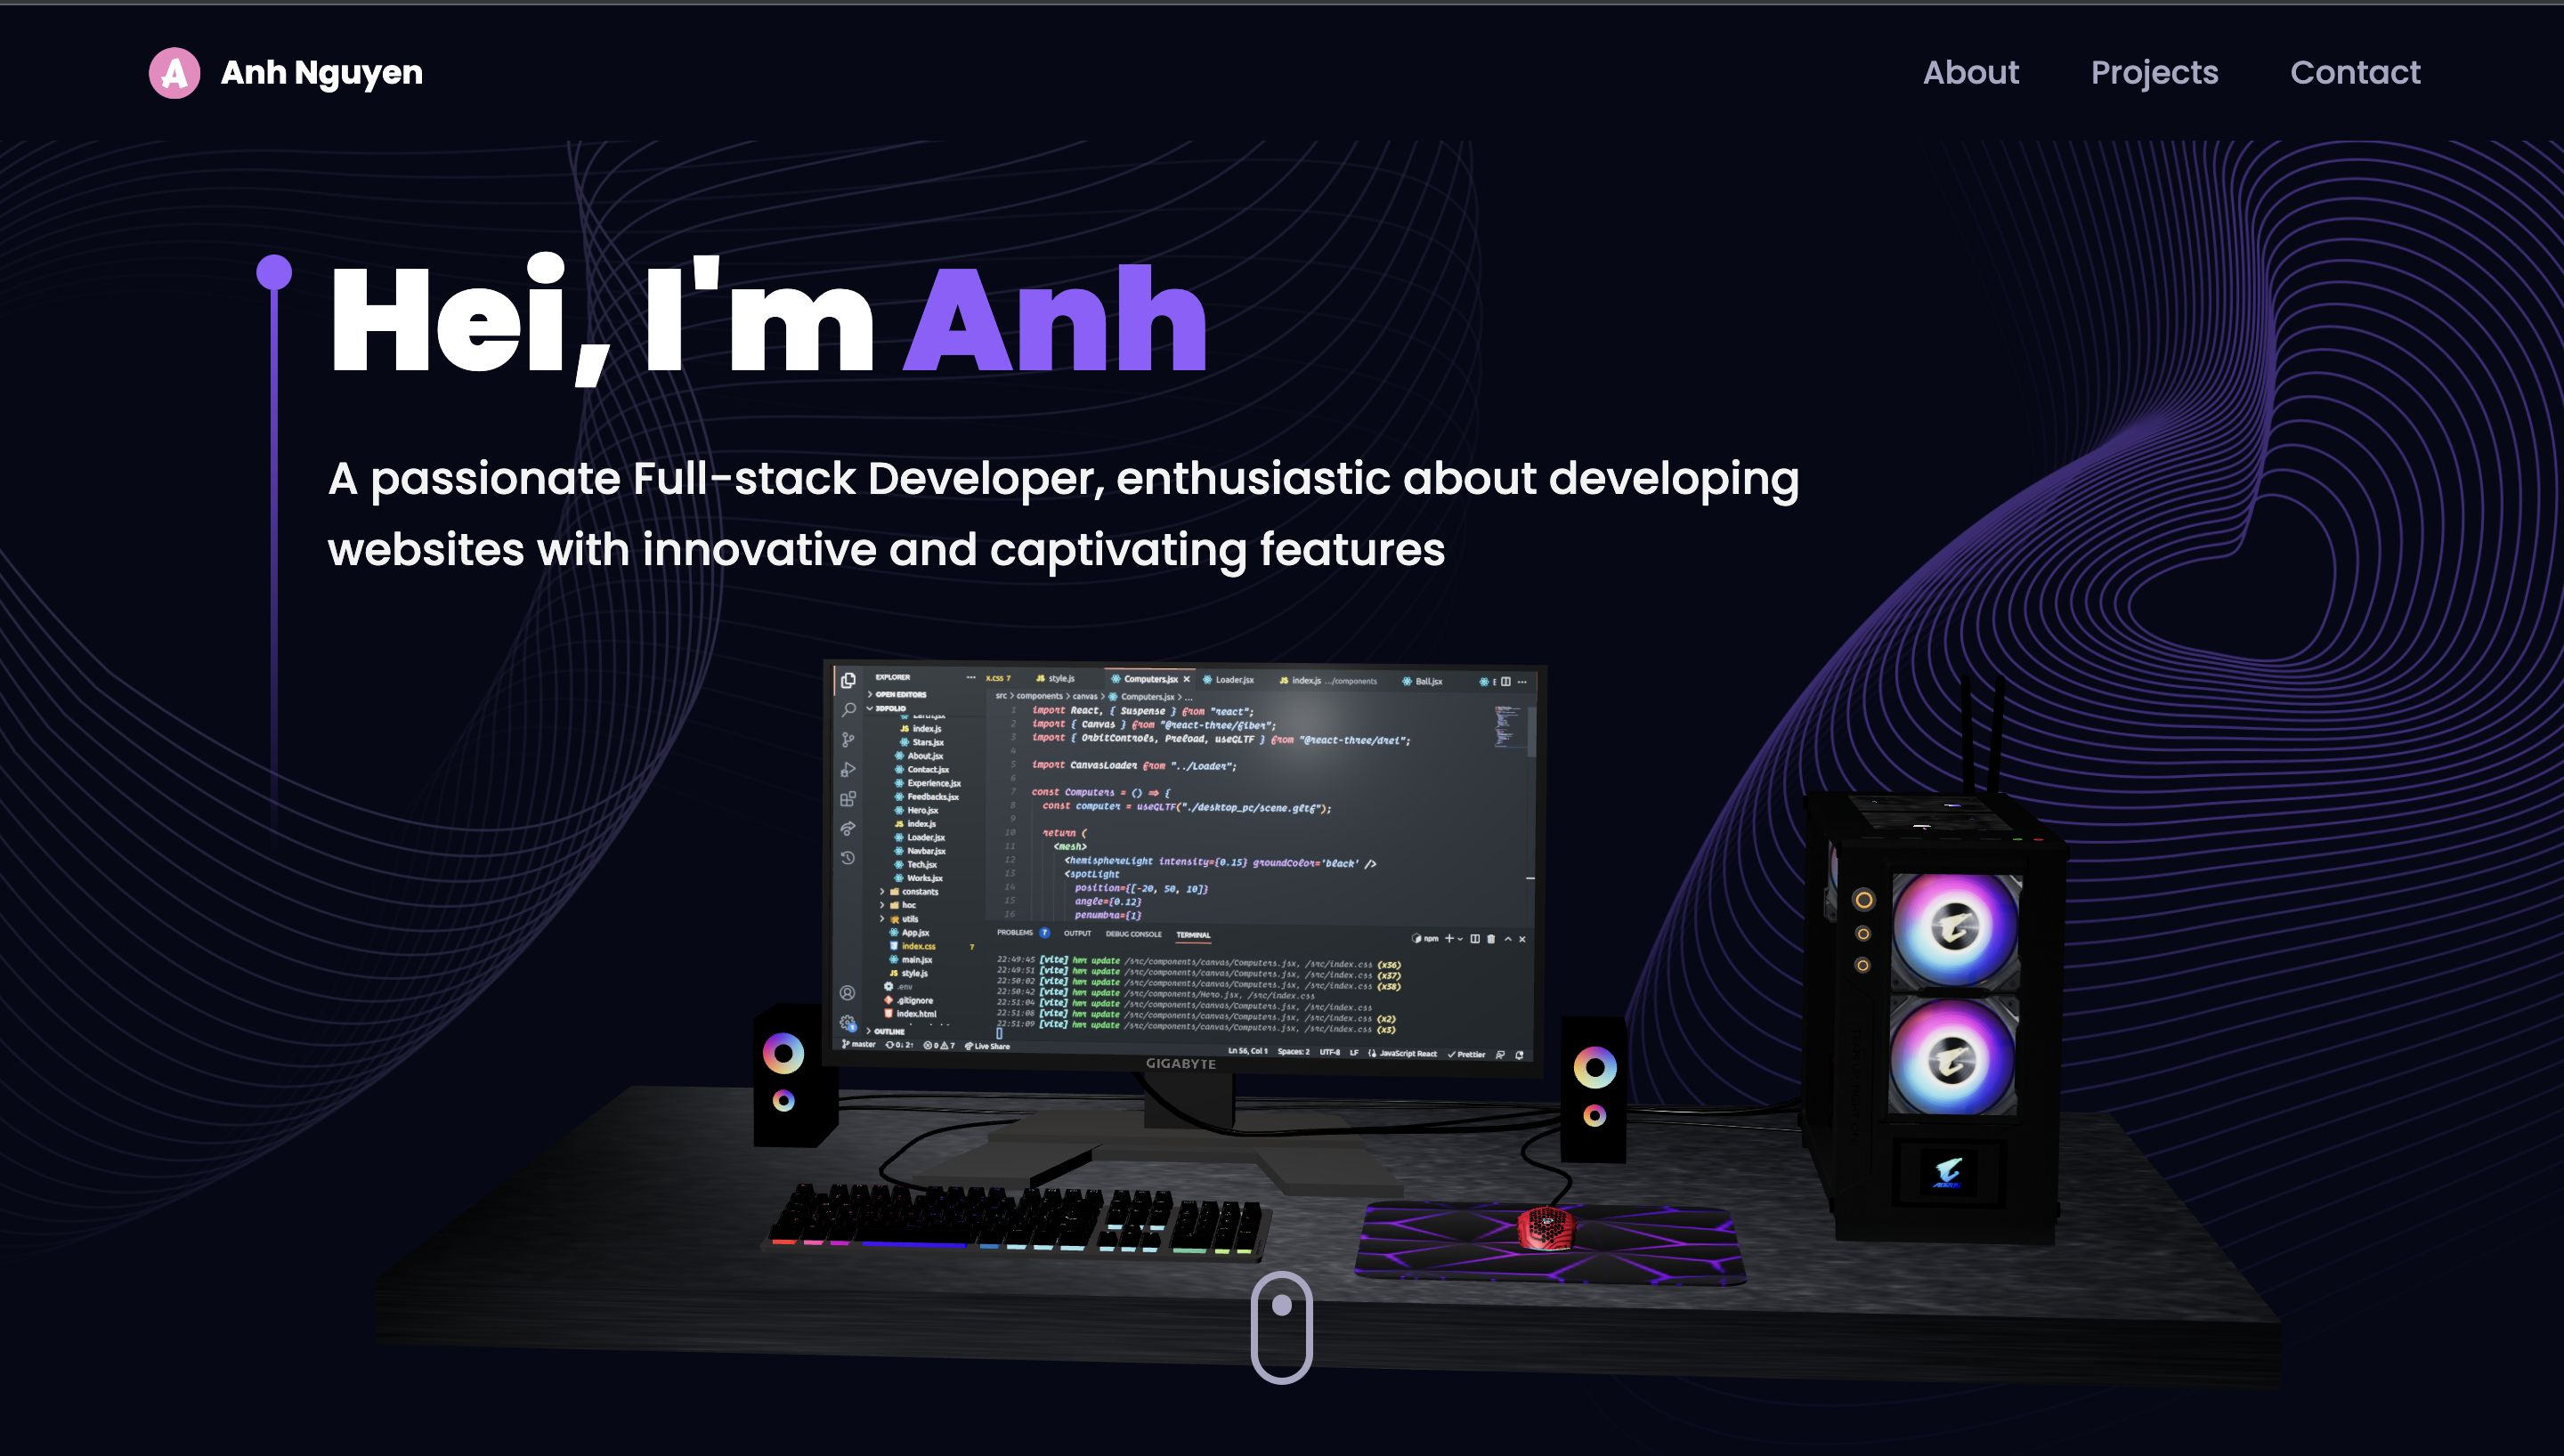 A Anh Nguyen
About Projects Contact
Hei, I'm Anh
A passionate Full-stack Developer, enthusiastic about developing
websites with innovative and captivating features
EXPLORER
OPEN EDITORS
3DFOLIO
index.js
Stars.jsx
About.jsx
Contact.jsx
Experience.jsx
Feedbacks.jsx
Hero.jsx
index.js
Loader.jsx
Navbar.jsx
Tech.jsx
Works.jsx
constants
hoc
utils
App.jsx
index.css 7
main.jsx
style.js
.env
.gitignore
index.html
OUTLINE
x.css 7 style.js Computers.jsx Loader.jsx index.js .../components Ball.jsx
src > components > canvas > Computers.jsx > ...
1 import React, { Suspense } from "react";
2 import { Canvas } from "@react-three/fiber";
3 import { OrbitControls, Preload, useGLTF } from "@react-three/drei";
4
5 import CanvasLoader from "../Loader";
6
7 const Computers = () => {
8 const computer = useGLTF("./desktop_pc/scene.gltf");
9
10 return (
11 <mesh>
12 <hemisphereLight intensity={0.15} groundColor='black' />
13 <spotLight
14 position={[-20, 50, 10]}
15 angle={0.12}
16 penumbra={1}
PROBLEMS 7 OUTPUT DEBUG CONSOLE TERMINAL npm
22:49:45 [vite] hmr update /src/components/canvas/Computers.jsx, /src/index.css (x36)
22:49:51 [vite] hmr update /src/components/canvas/Computers.jsx, /src/index.css (x37)
22:50:02 [vite] hmr update /src/components/canvas/Computers.jsx, /src/index.css (x38)
22:50:42 [vite] hmr update /src/components/Hero.jsx, /src/index.css
22:51:04 [vite] hmr update /src/components/canvas/Computers.jsx, /src/index.css
22:51:06 [vite] hmr update /src/components/canvas/Computers.jsx, /src/index.css (x2)
22:51:09 [vite] hmr update /src/components/canvas/Computers.jsx, /src/index.css (x3)
master 0↓ 2↑ 0 7 Live Share Ln 56, Col 1 Spaces: 2 UTF-8 LF JavaScript React Prettier
GIGABYTE